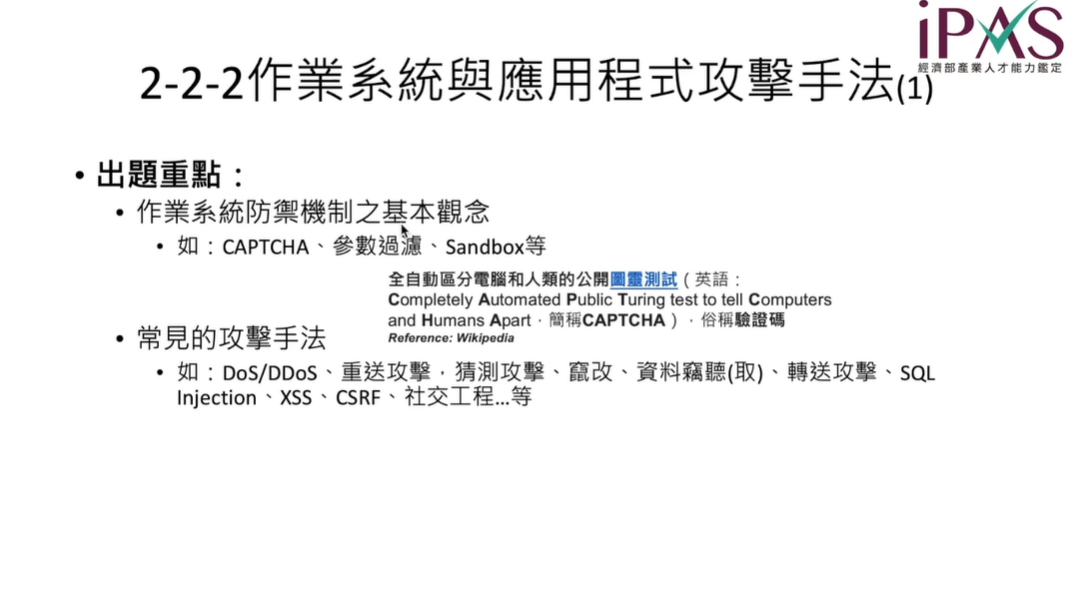 iPAS
經濟部產業人才能力鑑定
2-2-2作業系統與應用程式攻擊手法(1)
• 出題重點：
• 作業系統防禦機制之基本觀念
• 如：CAPTCHA、參數過濾、Sandbox等
全自動區分電腦和人類的公開圖靈測試（英語：
Completely Automated Public Turing test to tell Computers
and Humans Apart，簡稱CAPTCHA），俗稱驗證碼
Reference: Wikipedia
• 常見的攻擊手法
• 如：DoS/DDoS、重送攻擊，猜測攻擊、竄改、資料竊聽(取)、轉送攻擊、SQL
Injection、XSS、CSRF、社交工程...等